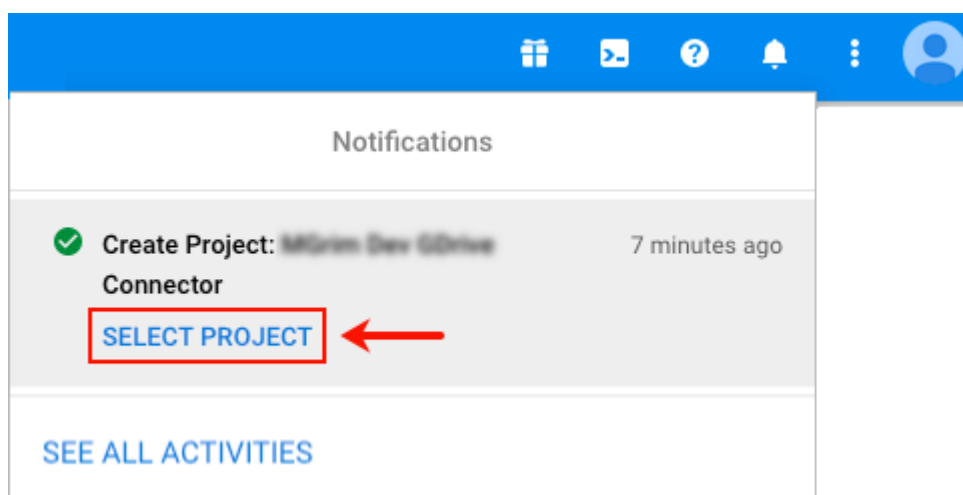 Notifications
Create Project: 7 minutes ago
Connector
SELECT PROJECT
SEE ALL ACTIVITIES